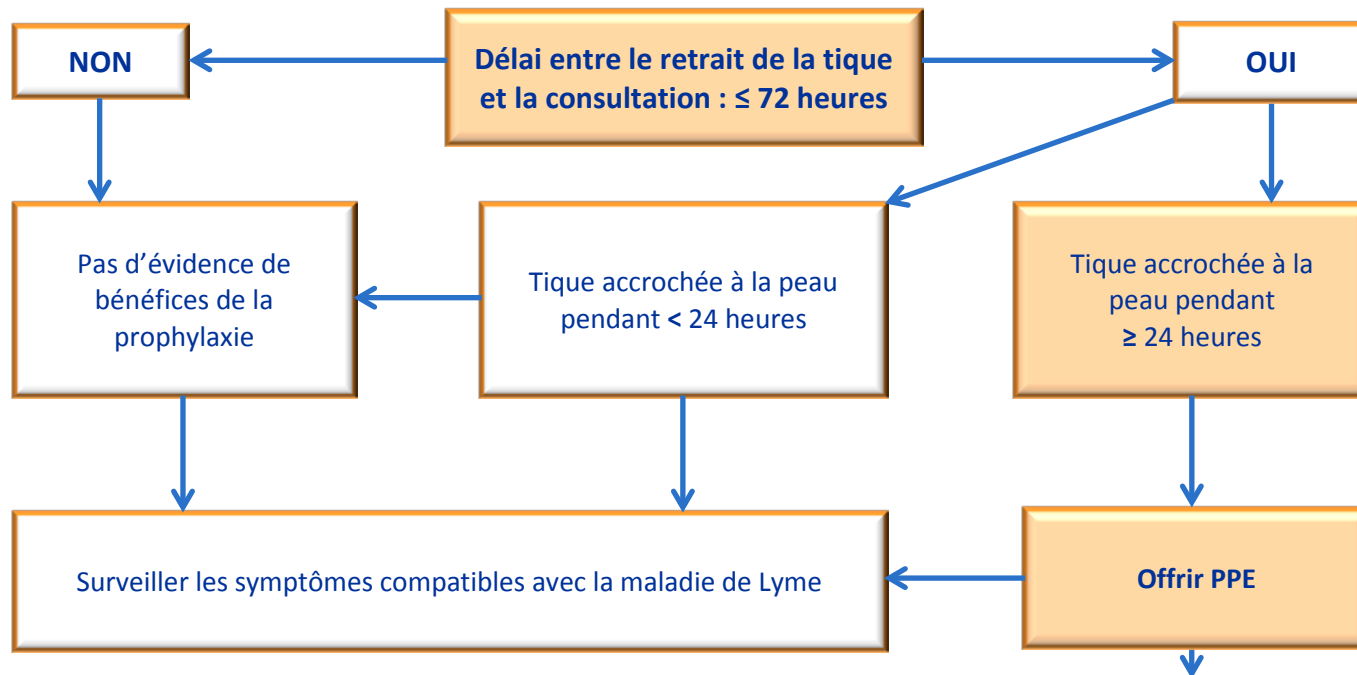 NON
Délai entre le retrait de la tique
et la consultation : ≤ 72 heures
OUI
Pas d'évidence de
bénéfices de la
prophylaxie
Tique accrochée à la peau
pendant < 24 heures
Tique accrochée à la
peau pendant
≥ 24 heures
Surveiller les symptômes compatibles avec la maladie de Lyme
Offrir PPE